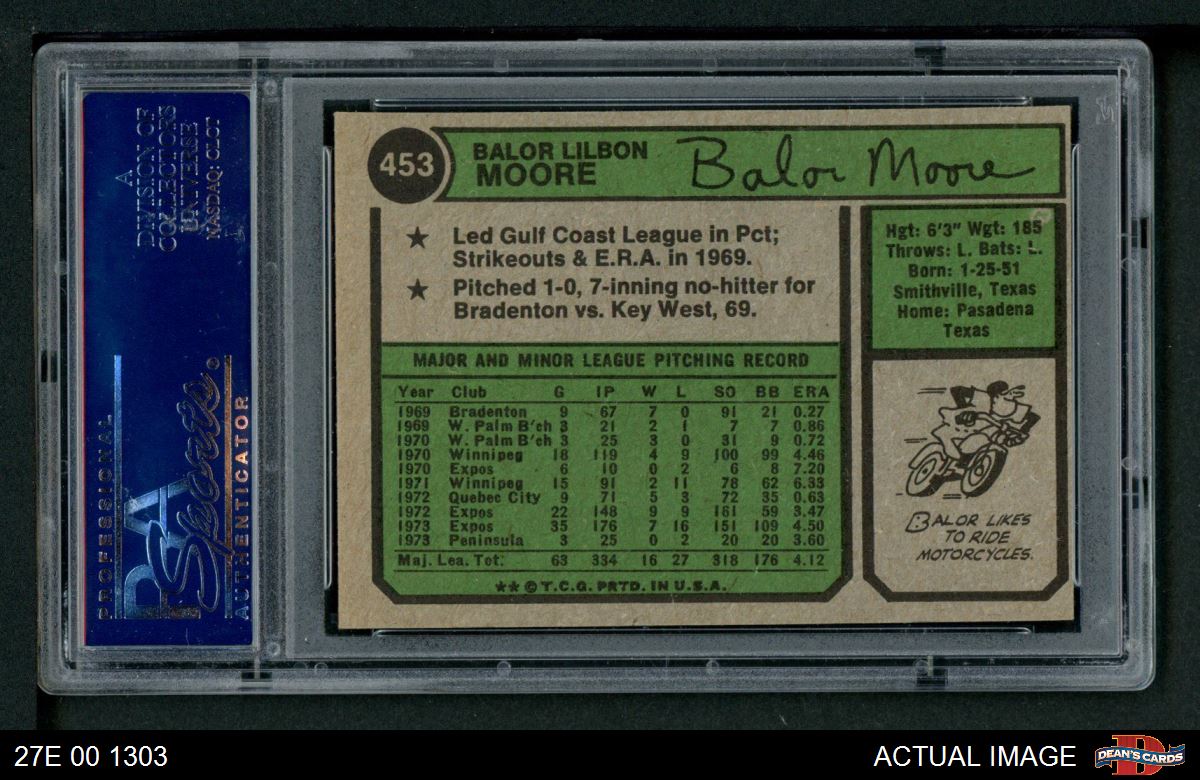 A
DIVISION OF
COLLECTORS
UNIVERSE
NASDAQ: CLCT
PROFESSIONAL
PSA
Sports
AUTHENTICATOR
453
BALOR LILBON
MOORE
Balor Moore
★ Led Gulf Coast League in Pct;
Strikeouts & E.R.A. in 1969.
★ Pitched 1-0, 7-inning no-hitter for
Bradenton vs. Key West, 69.
MAJOR AND MINOR LEAGUE PITCHING RECORD
Year Club G IP W L SO BB ERA
1969 Bradenton 9 67 7 0 91 21 0.27
1969 W. Palm B'ch 3 21 2 1 7 7 0.86
1970 W. Palm B'ch 3 25 3 0 31 9 0.72
1970 Winnipeg 18 119 4 9 100 99 4.46
1970 Expos 6 10 0 2 6 8 7.20
1971 Winnipeg 15 91 2 11 78 62 6.33
1972 Quebec City 9 71 5 3 72 35 0.63
1972 Expos 22 148 9 9 161 59 3.47
1973 Expos 35 176 7 16 151 109 4.50
1973 Peninsula 3 25 0 2 20 20 3.60
Maj. Lea. Tot. 63 334 16 27 318 176 4.12
★★ © T.C.G. PRTD. IN U.S.A.
Hgt: 6'3" Wgt: 185
Throws: L. Bats: L.
Born: 1-25-51
Smithville, Texas
Home: Pasadena
Texas
BALOR LIKES
TO RIDE
MOTORCYCLES.
27E 00 1303
ACTUAL IMAGE
DEAN'S CARDS